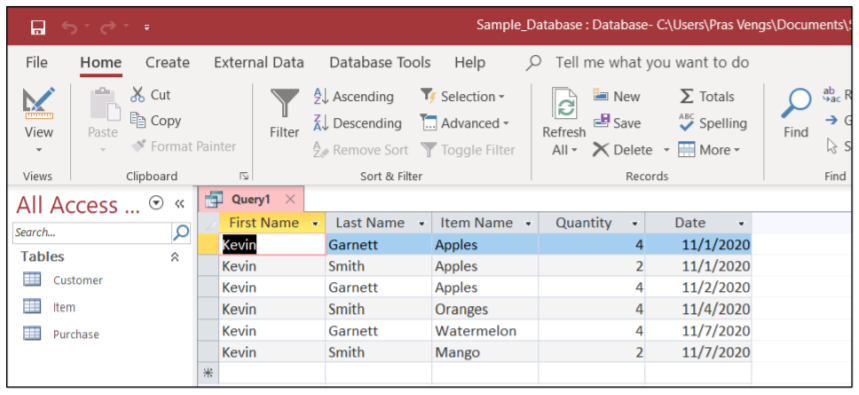 Sample_Database : Database- C:\Users\Pras Vengs\Documents\
File Home Create External Data Database Tools Help Tell me what you want to do
View
Paste
Cut
Copy
Format Painter
Filter
Ascending
Descending
Remove Sort
Selection
Advanced
Toggle Filter
Refresh
All
New
Save
Delete
Totals
Spelling
More
Find
Views Clipboard Sort & Filter Records Find
All Access ...
Search...
Tables
Customer
Item
Purchase
Query1
First Name Last Name Item Name Quantity Date
Kevin Garnett Apples 4 11/1/2020
Kevin Smith Apples 2 11/1/2020
Kevin Garnett Apples 4 11/2/2020
Kevin Smith Oranges 4 11/4/2020
Kevin Garnett Watermelon 4 11/7/2020
Kevin Smith Mango 2 11/7/2020